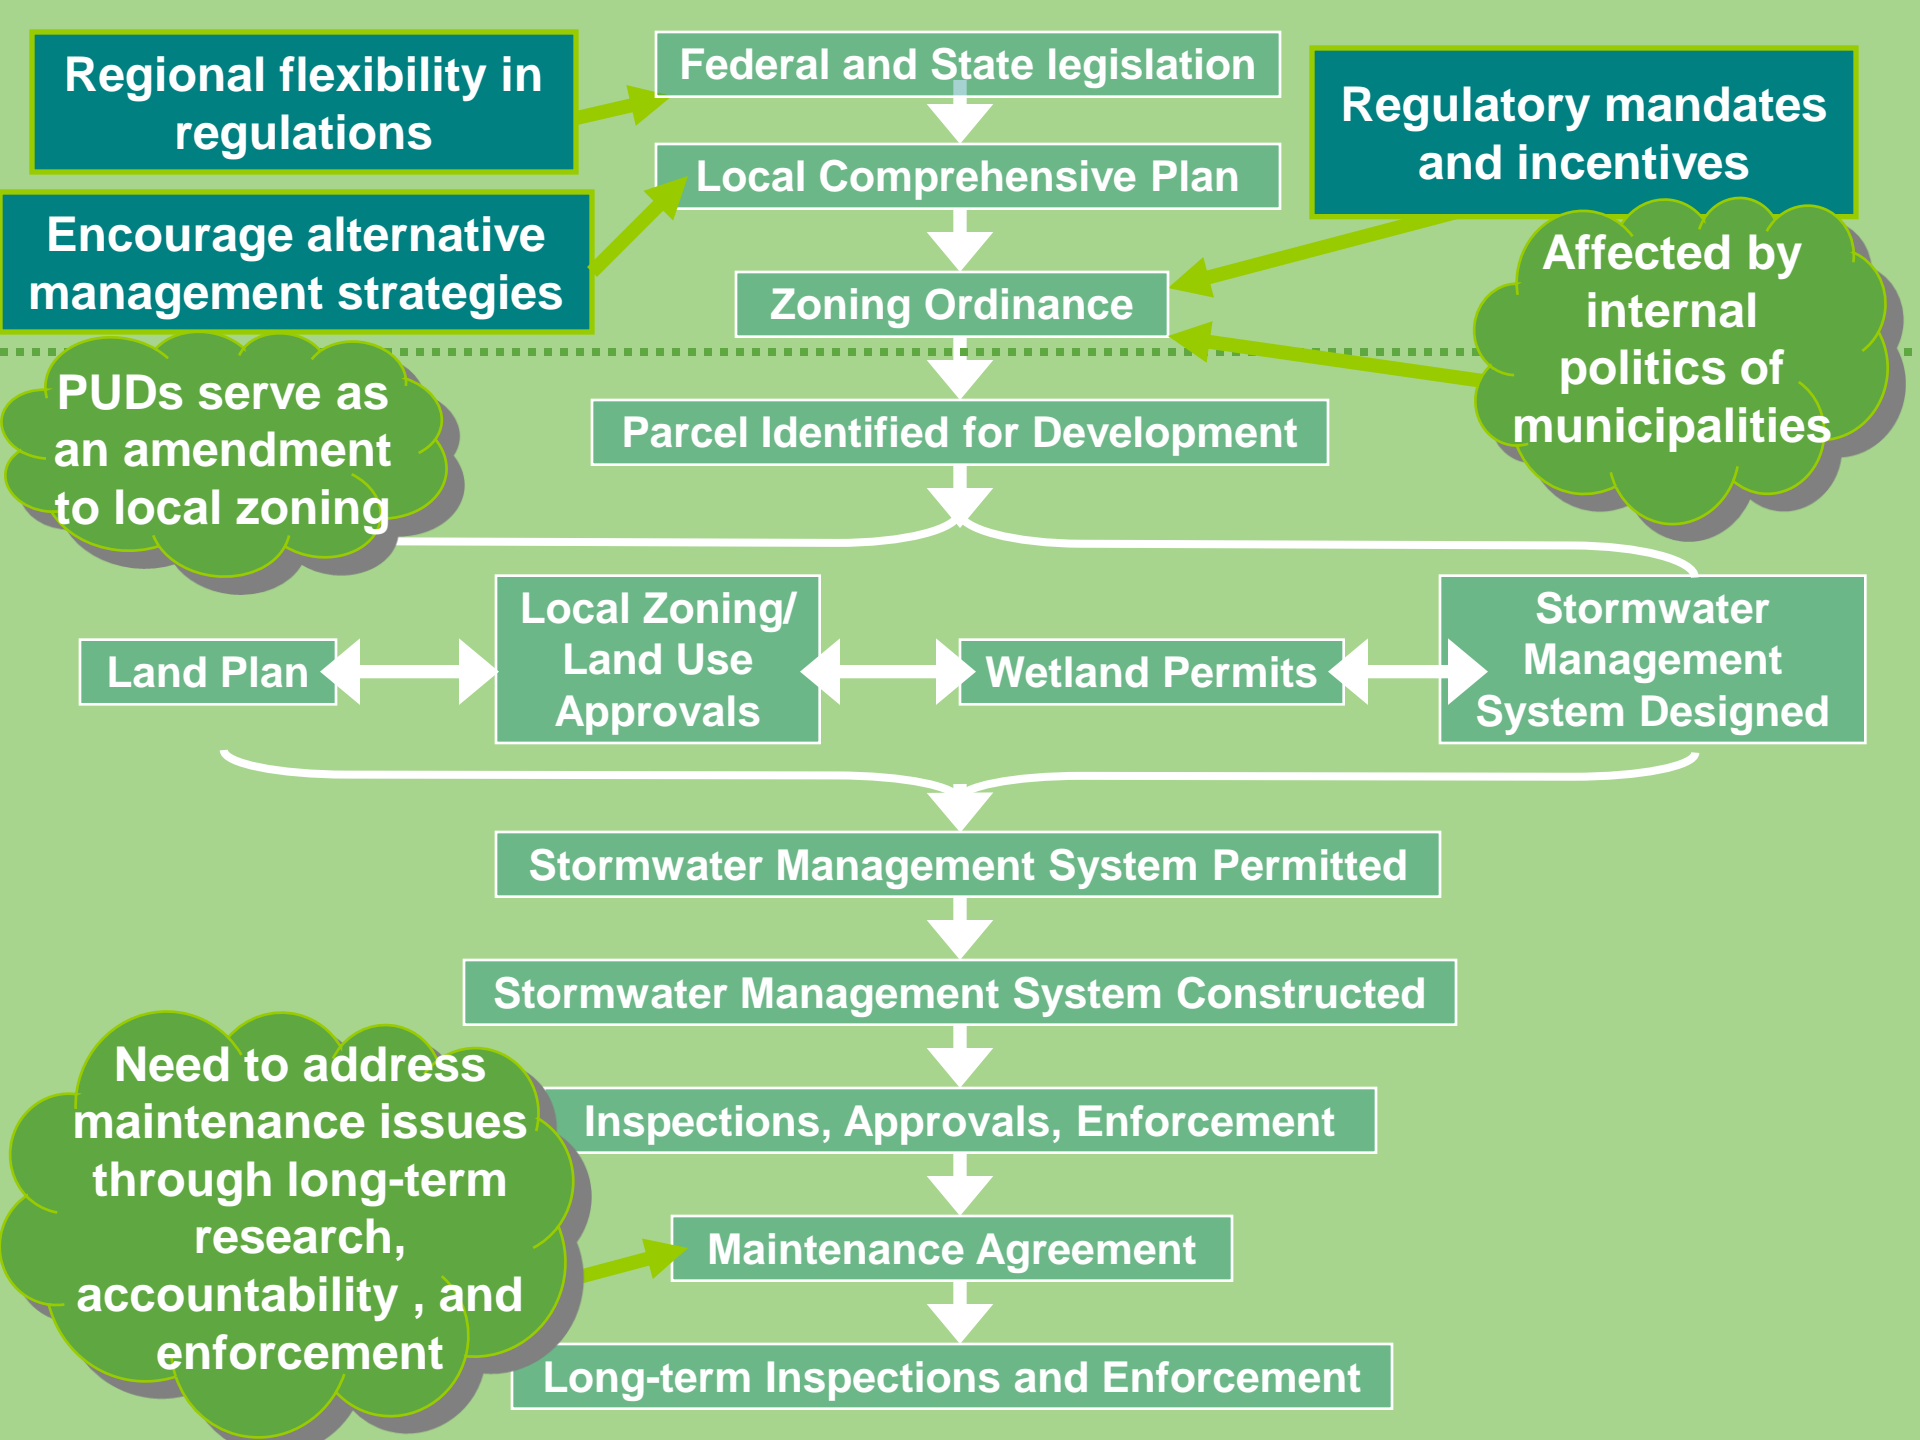 Regional flexibility in
regulations
Federal and State legislation
Regulatory mandates
and incentives
Local Comprehensive Plan
Encourage alternative
management strategies
Affected by
internal
politics of
municipalities
Zoning Ordinance
PUDs serve as
an amendment
to local zoning
Parcel Identified for Development
Land Plan
Local Zoning/
Land Use
Approvals
Wetland Permits
Stormwater
Management
System Designed
Stormwater Management System Permitted
Stormwater Management System Constructed
Need to address
maintenance issues
through long-term
research,
accountability , and
enforcement
Inspections, Approvals, Enforcement
Maintenance Agreement
Long-term Inspections and Enforcement